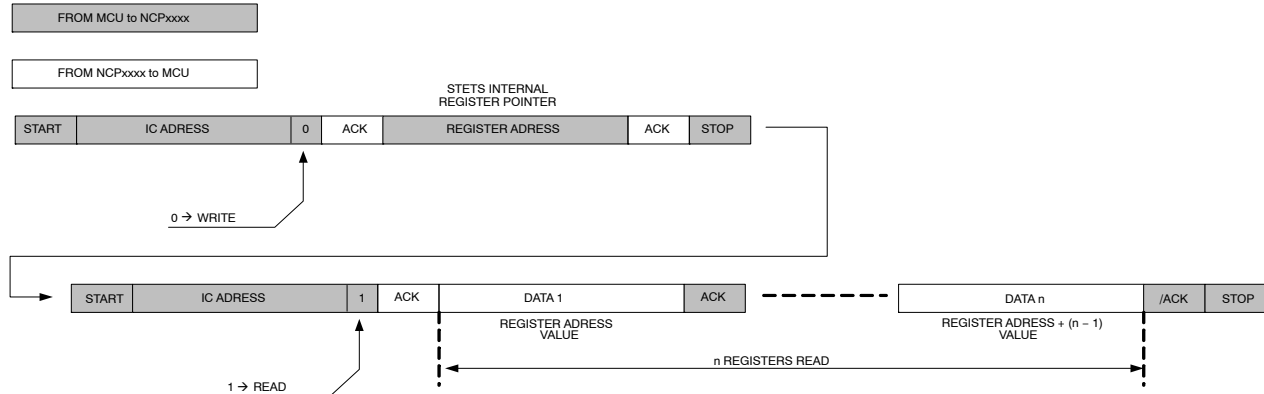 FROM MCU to NCPxxxx
FROM NCPxxxx to MCU
STETS INTERNAL
REGISTER POINTER
START IC ADRESS 0 ACK REGISTER ADRESS ACK STOP
0 → WRITE
START IC ADRESS 1 ACK DATA 1 ACK DATA n /ACK STOP
REGISTER ADRESS
VALUE
REGISTER ADRESS + (n − 1)
VALUE
n REGISTERS READ
1 → READ